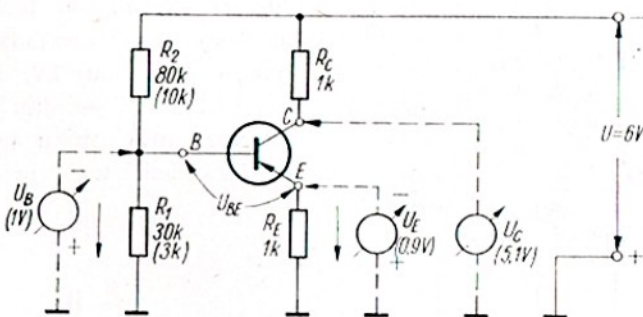 R2
80k
(10k)
RC
1k
C
B
E
UBE
UB
(1V)
−
+
R1
30k
(3k)
RE
1k
−
UE
(0,9V)
+
UC
(5,1V)
−
U=6V
+